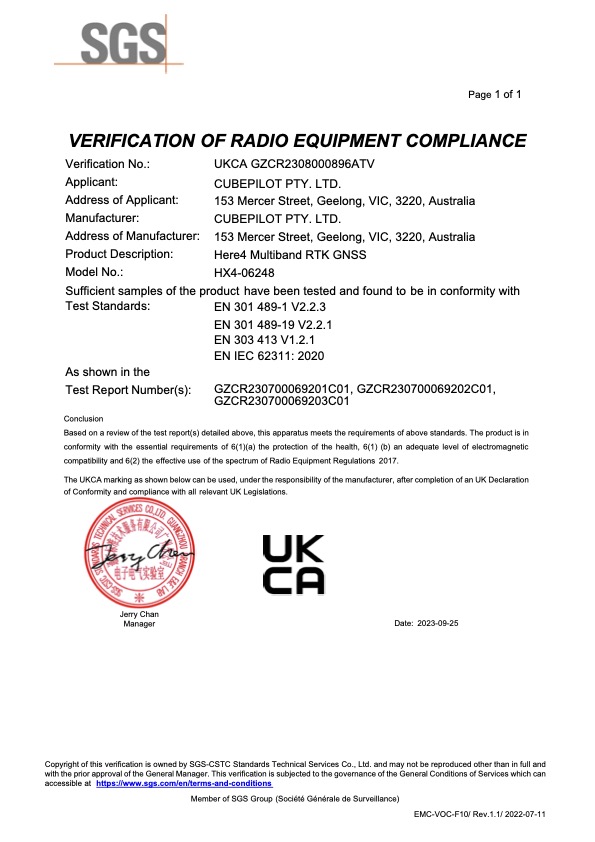 SGS
Page 1 of 1
VERIFICATION OF RADIO EQUIPMENT COMPLIANCE
Verification No.: UKCA GZCR2308000896ATV
Applicant: CUBEPILOT PTY. LTD.
Address of Applicant: 153 Mercer Street, Geelong, VIC, 3220, Australia
Manufacturer: CUBEPILOT PTY. LTD.
Address of Manufacturer: 153 Mercer Street, Geelong, VIC, 3220, Australia
Product Description: Here4 Multiband RTK GNSS
Model No.: HX4-06248
Sufficient samples of the product have been tested and found to be in conformity with
Test Standards: EN 301 489-1 V2.2.3
EN 301 489-19 V2.2.1
EN 303 413 V1.2.1
EN IEC 62311: 2020
As shown in the
Test Report Number(s): GZCR230700069201C01, GZCR230700069202C01,
GZCR230700069203C01
Conclusion
Based on a review of the test report(s) detailed above, this apparatus meets the requirements of above standards. The product is in
conformity with the essential requirements of 6(1)(a) the protection of the health, 6(1) (b) an adequate level of electromagnetic
compatibility and 6(2) the effective use of the spectrum of Radio Equipment Regulations 2017.
The UKCA marking as shown below can be used, under the responsibility of the manufacturer, after completion of an UK Declaration
of Conformity and compliance with all relevant UK Legislations.
SGS-CSTC STANDARDS TECHNICAL SERVICES CO.,LTD. GUANGZHOU BRANCH E&E LAB
电子电气实验室
Jerry Chan
UK
CA
Jerry Chan
Manager
Date: 2023-09-25
Copyright of this verification is owned by SGS-CSTC Standards Technical Services Co., Ltd. and may not be reproduced other than in full and
with the prior approval of the General Manager. This verification is subjected to the governance of the General Conditions of Services which can
accessible at https://www.sgs.com/en/terms-and-conditions
Member of SGS Group (Société Générale de Surveillance)
EMC-VOC-F10/ Rev.1.1/ 2022-07-11